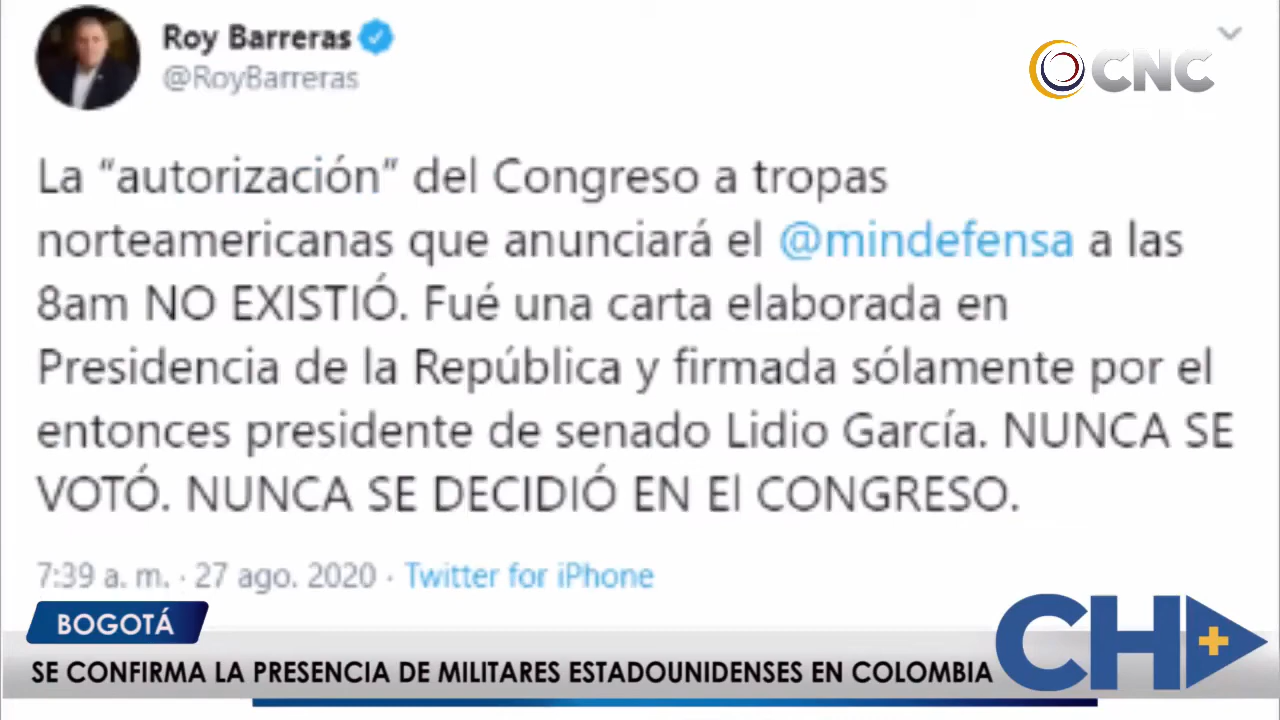 Roy Barreras
@RoyBarreras
CNC
La “autorización” del Congreso a tropas
norteamericanas que anunciará el @mindefensa a las
8am NO EXISTIÓ. Fué una carta elaborada en
Presidencia de la República y firmada sólamente por el
entonces presidente de senado Lidio García. NUNCA SE
VOTÓ. NUNCA SE DECIDIÓ EN El CONGRESO.
7:39 a. m. · 27 ago. 2020 · Twitter for iPhone
BOGOTÁ
SE CONFIRMA LA PRESENCIA DE MILITARES ESTADOUNIDENSES EN COLOMBIA
CH+